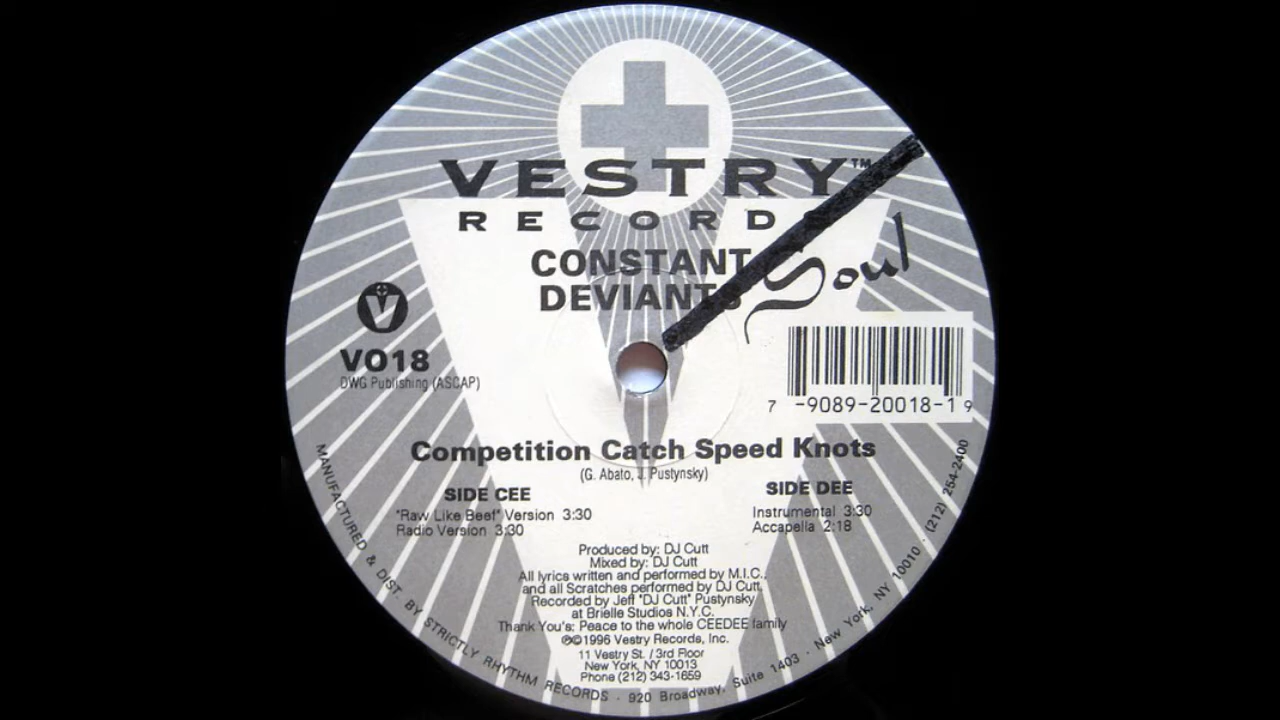 VESTRY™
RECORDS
CONSTANT
DEVIANTS
Soul
VO18
DWG Publishing (ASCAP)
7 -9089-20018-1 9
Competition Catch Speed Knots
(G. Abato, J. Pustynsky)
SIDE CEE
"Raw Like Beef" Version 3:30
Radio Version 3:30
SIDE DEE
Instrumental 3:30
Accapella 2:18
Produced by: DJ Cutt
Mixed by: DJ Cutt
All lyrics written and performed by M.I.C.,
and all Scratches performed by DJ Cutt,
Recorded by Jeff "DJ Cutt" Pustynsky
at Brielle Studios N.Y.C.
Thank You's: Peace to the whole CEEDEE family
℗©1996 Vestry Records, Inc.
11 Vestry St. / 3rd Floor
New York, NY 10013
Phone (212) 343-1659
MANUFACTURED & DIST. BY STRICTLY RHYTHM RECORDS · 920 Broadway, Suite 1403 · New York, NY 10010 · (212) 254-2400